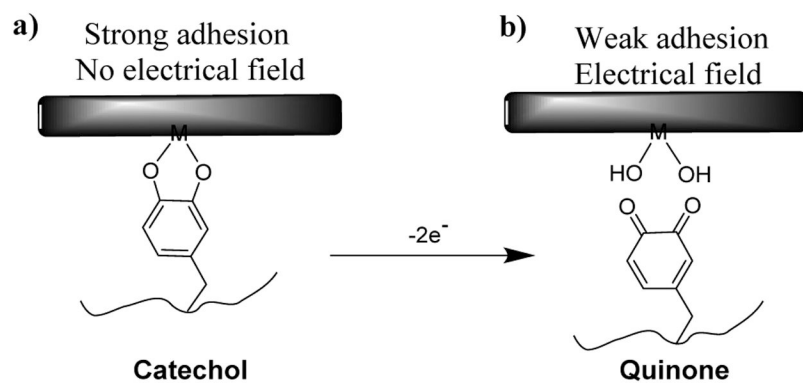 a)
Strong adhesion
No electrical field
M
O O
-2e⁻
Catechol
b)
Weak adhesion
Electrical field
M
HO OH
O O
Quinone